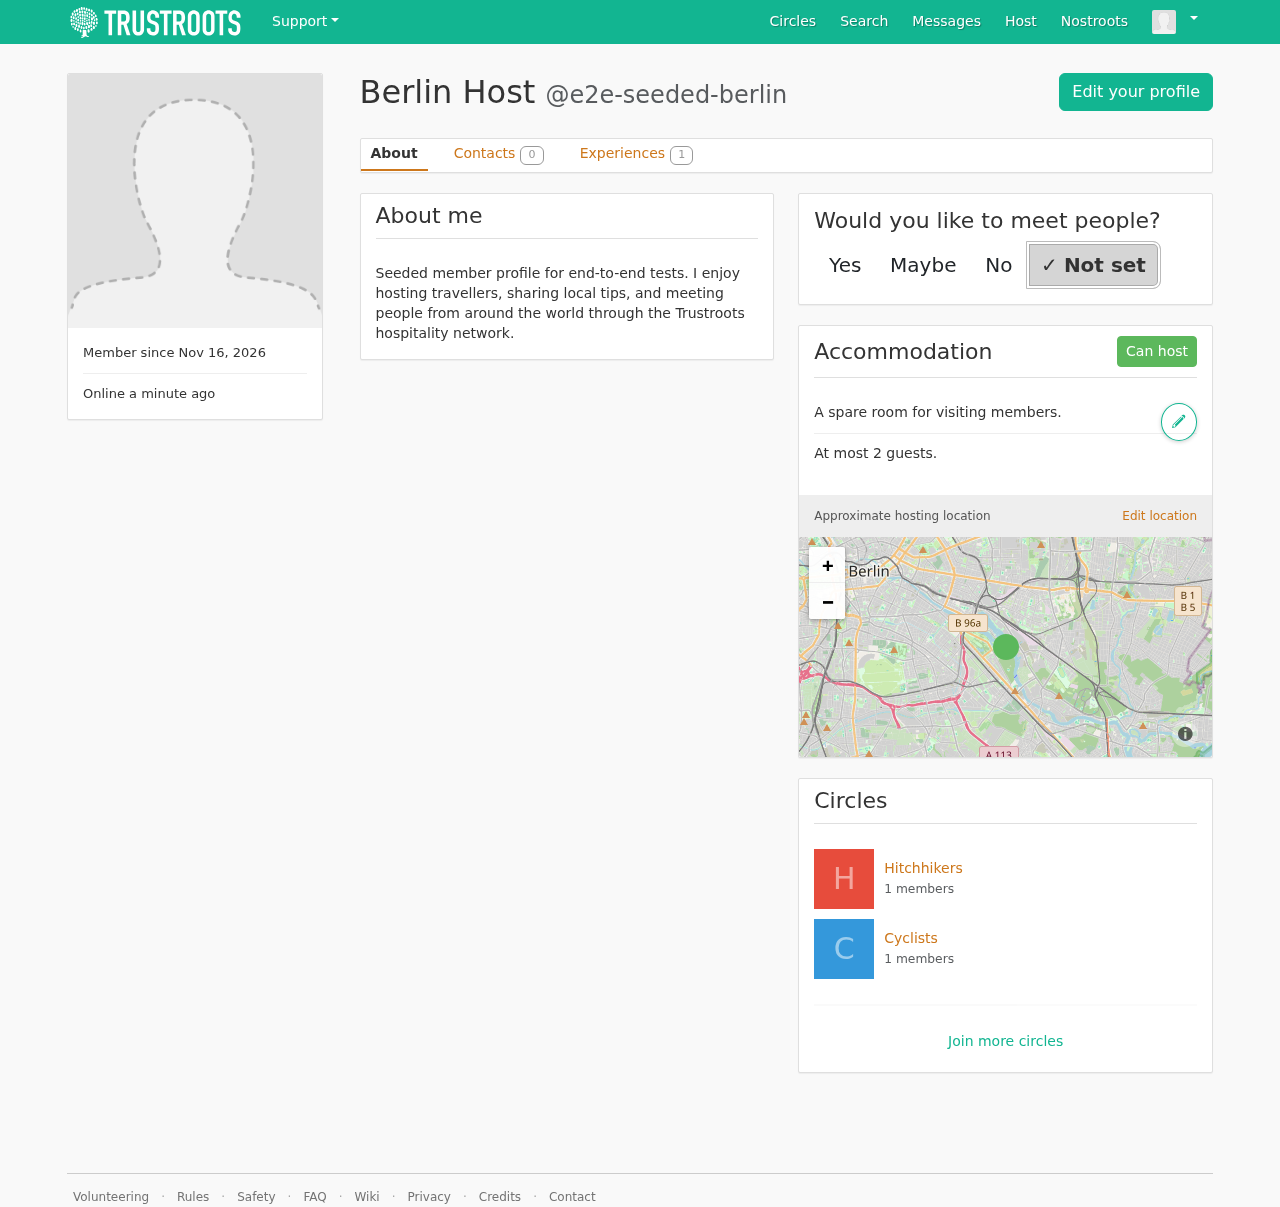 TRUSTROOTS
Support
Circles
Search
Messages
Host
Nostroots
Berlin Host @e2e-seeded-berlin
Edit your profile
About
Contacts 0
Experiences 1
Member since Nov 16, 2026
Online a minute ago
About me
Seeded member profile for end-to-end tests. I enjoy
hosting travellers, sharing local tips, and meeting
people from around the world through the Trustroots
hospitality network.
Would you like to meet people?
Yes
Maybe
No
✓ Not set
Accommodation
Can host
A spare room for visiting members.
At most 2 guests.
Approximate hosting location
Edit location
+
−
Berlin
B 1
B 5
B 96a
A 113
Circles
H
Hitchhikers
1 members
C
Cyclists
1 members
Join more circles
Volunteering · Rules · Safety · FAQ · Wiki · Privacy · Credits · Contact